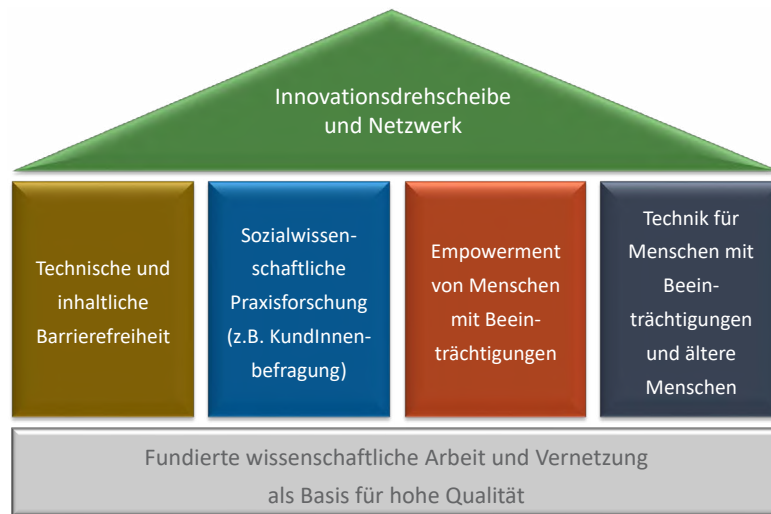 Innovationsdrehscheibe
und Netzwerk
Technische und
inhaltliche
Barrierefreiheit
Sozialwissen-
schaftliche
Praxisforschung
(z.B. KundInnen-
befragung)
Empowerment
von Menschen
mit Beein-
trächtigungen
Technik für
Menschen mit
Beein-
trächtigungen
und ältere
Menschen
Fundierte wissenschaftliche Arbeit und Vernetzung
als Basis für hohe Qualität